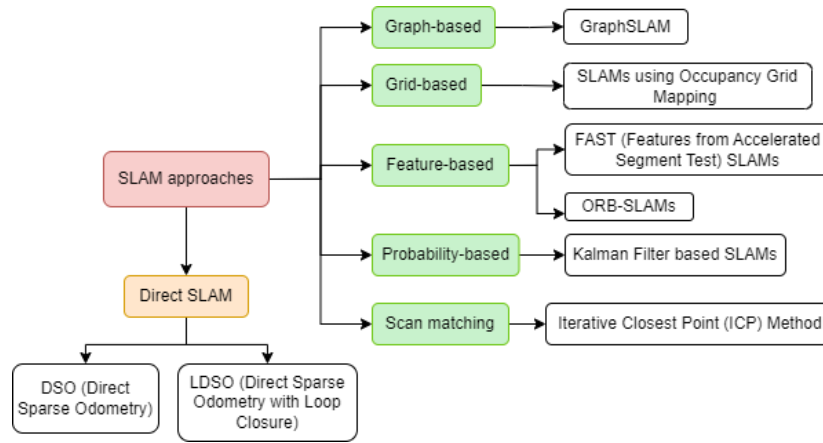 Graph-based
GraphSLAM
Grid-based
SLAMs using Occupancy Grid
Mapping
SLAM approaches
Feature-based
FAST (Features from Accelerated
Segment Test) SLAMs
ORB-SLAMs
Probability-based
Kalman Filter based SLAMs
Direct SLAM
Scan matching
Iterative Closest Point (ICP) Method
DSO (Direct
Sparse Odometry)
LDSO (Direct Sparse
Odometry with Loop
Closure)